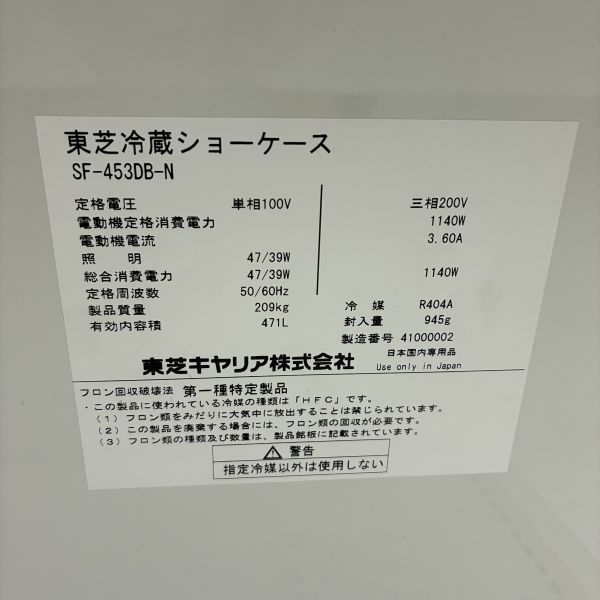 東芝冷蔵ショーケース
SF-453DB-N
定格電圧 単相100V 三相200V
電動機定格消費電力 1140W
電動機電流 3.60A
照 明 47/39W
総合消費電力 47/39W 1140W
定格周波数 50/60Hz
製品質量 209kg 冷 媒 R404A
有効内容積 471L 封入量 945g
製造番号 41000002
東芝キヤリア株式会社 日本国内専用品
Use only in Japan
フロン回収破壊法 第一種特定製品
・この製品に使われている冷媒の種類は「HFC」です。
(1) フロン類をみだりに大気中に放出することは禁じられています。
(2) この製品を廃棄する場合には、フロン類の回収が必要です。
(3) フロン類の種類及び数量は、製品銘板に記載されています。
⚠ 警告
指定冷媒以外は使用しない